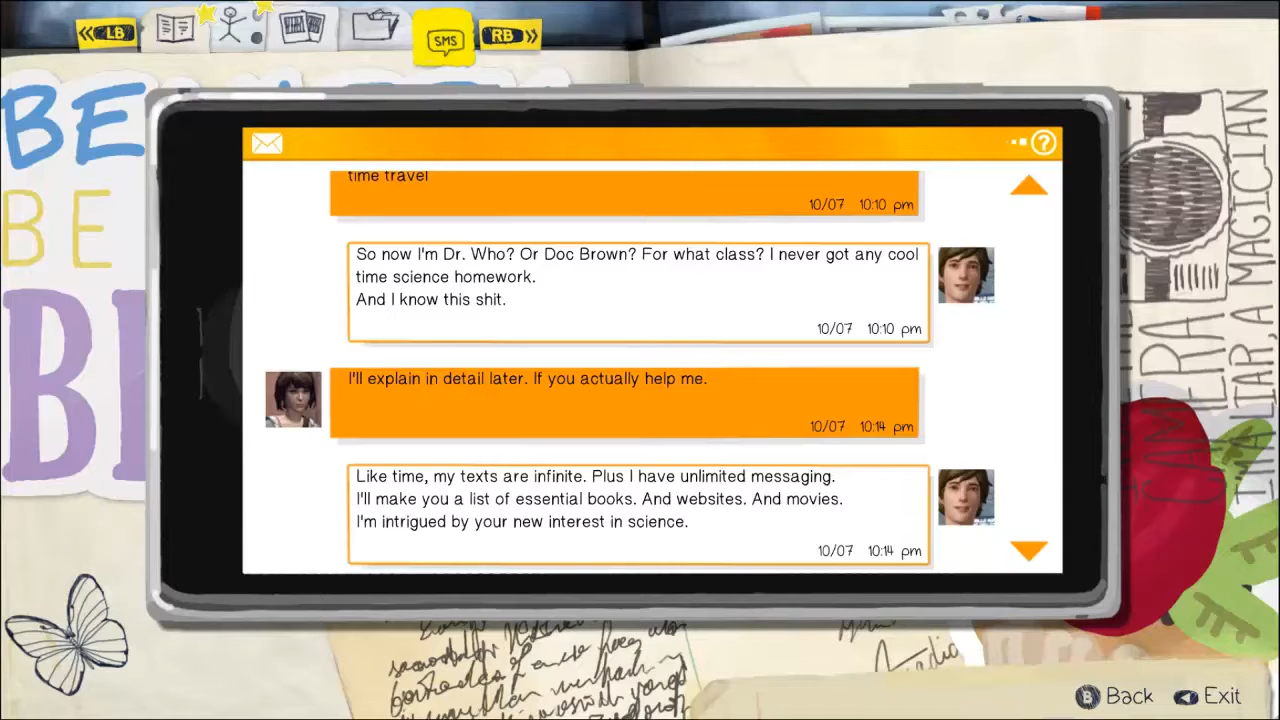 LB
SMS
RB
BE
BE
BE
time travel
10/07 10:10 pm
So now I'm Dr. Who? Or Doc Brown? For what class? I never got any cool
time science homework.
And I know this shit.
10/07 10:10 pm
I'll explain in detail later. If you actually help me.
10/07 10:14 pm
Like time, my texts are infinite. Plus I have unlimited messaging.
I'll make you a list of essential books. And websites. And movies.
I'm intrigued by your new interest in science.
10/07 10:14 pm
CAMERA
A MAGICIAN
B Back
Exit